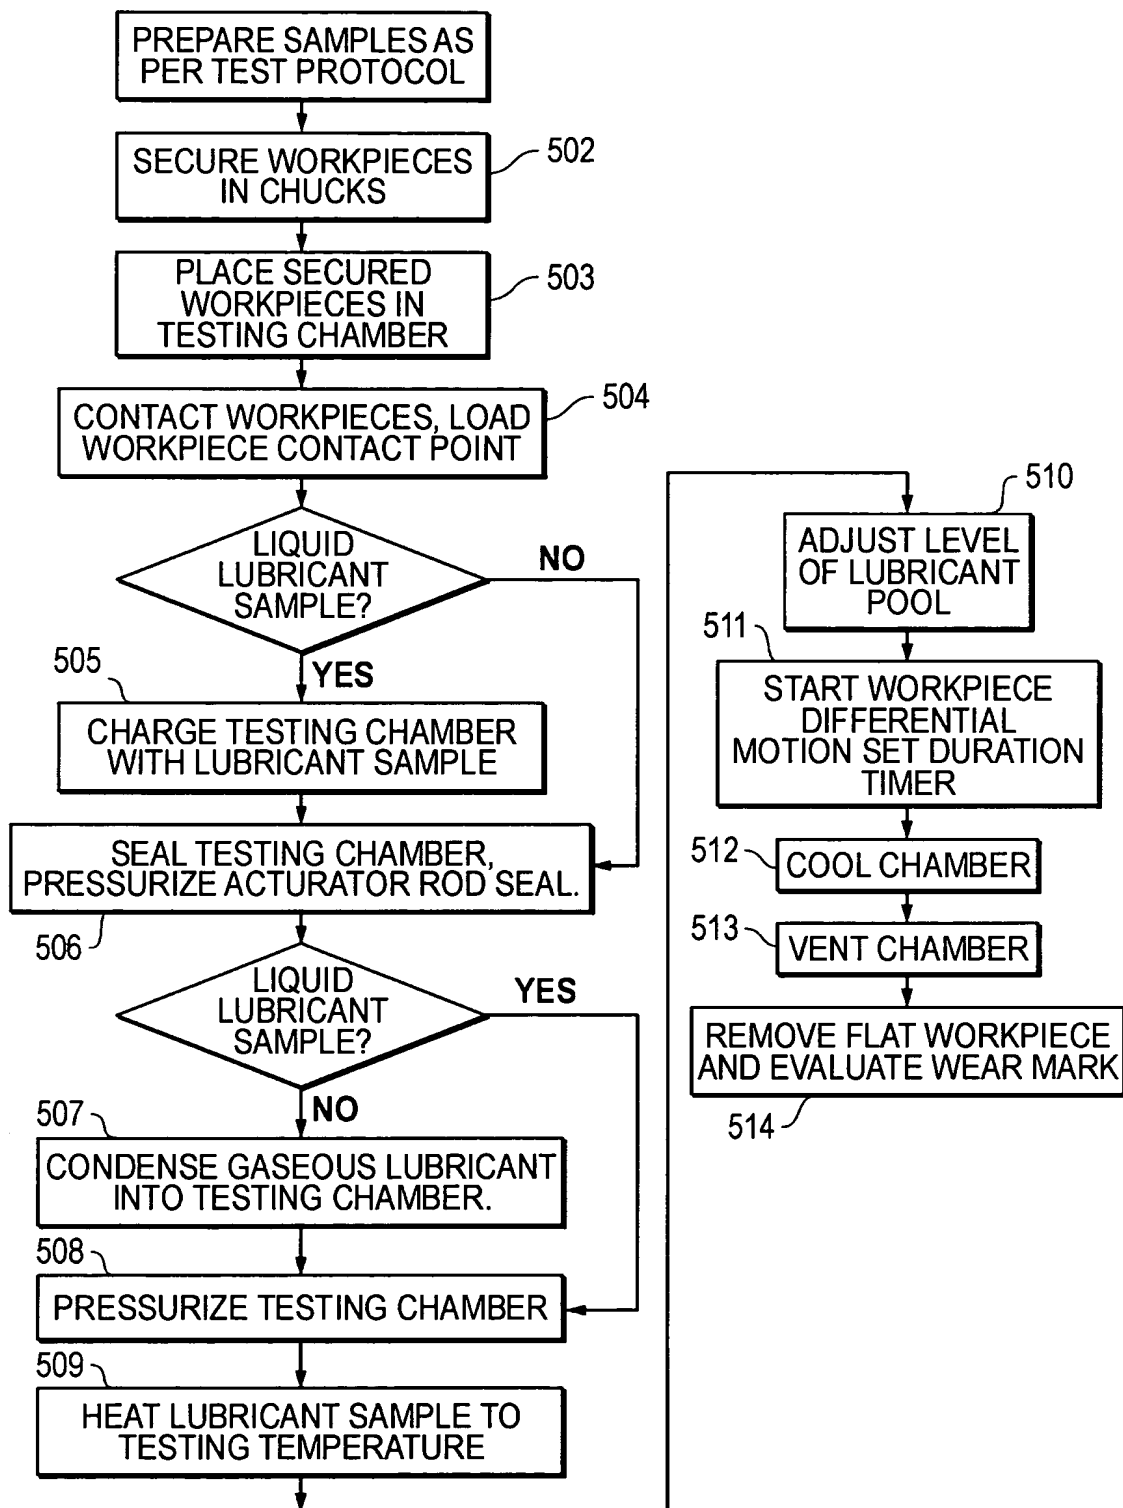 PREPARE SAMPLES AS
PER TEST PROTOCOL
502
SECURE WORKPIECES
IN CHUCKS
503
PLACE SECURED
WORKPIECES IN
TESTING CHAMBER
504
CONTACT WORKPIECES, LOAD
WORKPIECE CONTACT POINT
LIQUID
LUBRICANT
SAMPLE?
NO
YES
505
CHARGE TESTING CHAMBER
WITH LUBRICANT SAMPLE
SEAL TESTING CHAMBER,
PRESSURIZE ACTURATOR ROD SEAL.
506
LIQUID
LUBRICANT
SAMPLE?
YES
NO
507
CONDENSE GASEOUS LUBRICANT
INTO TESTING CHAMBER.
508
PRESSURIZE TESTING CHAMBER
509
HEAT LUBRICANT SAMPLE TO
TESTING TEMPERATURE
510
ADJUST LEVEL
OF LUBRICANT
POOL
511
START WORKPIECE
DIFFERENTIAL
MOTION SET DURATION
TIMER
512
COOL CHAMBER
513
VENT CHAMBER
REMOVE FLAT WORKPIECE
AND EVALUATE WEAR MARK
514